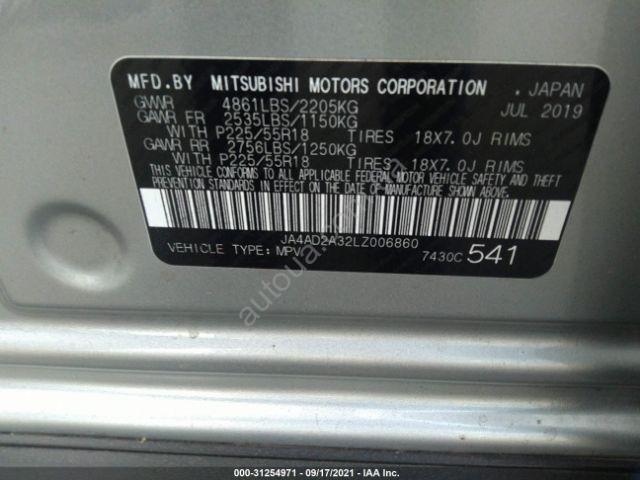 MFD.BY MITSUBISHI MOTORS CORPORATION . JAPAN
GVWR 4861LBS/2205KG JUL 2019
GAWR FR 2535LBS/1150KG
WITH P225/55R18 TIRES 18X7.0J RIMS
GAWR RR 2756LBS/1250KG
WITH P225/55R18 TIRES 18X7.0J RIMS
THIS VEHICLE CONFORMS TO ALL APPLICABLE FEDERAL MOTOR VEHICLE SAFETY AND THEFT
PREVENTION STANDARDS IN EFFECT ON THE DATE OF MANUFACTURE SHOWN ABOVE.
JA4AD2A32LZ006860
VEHICLE TYPE: MPV 7430C 541
autoua.by
000-31254971 - 09/17/2021 - IAA Inc.